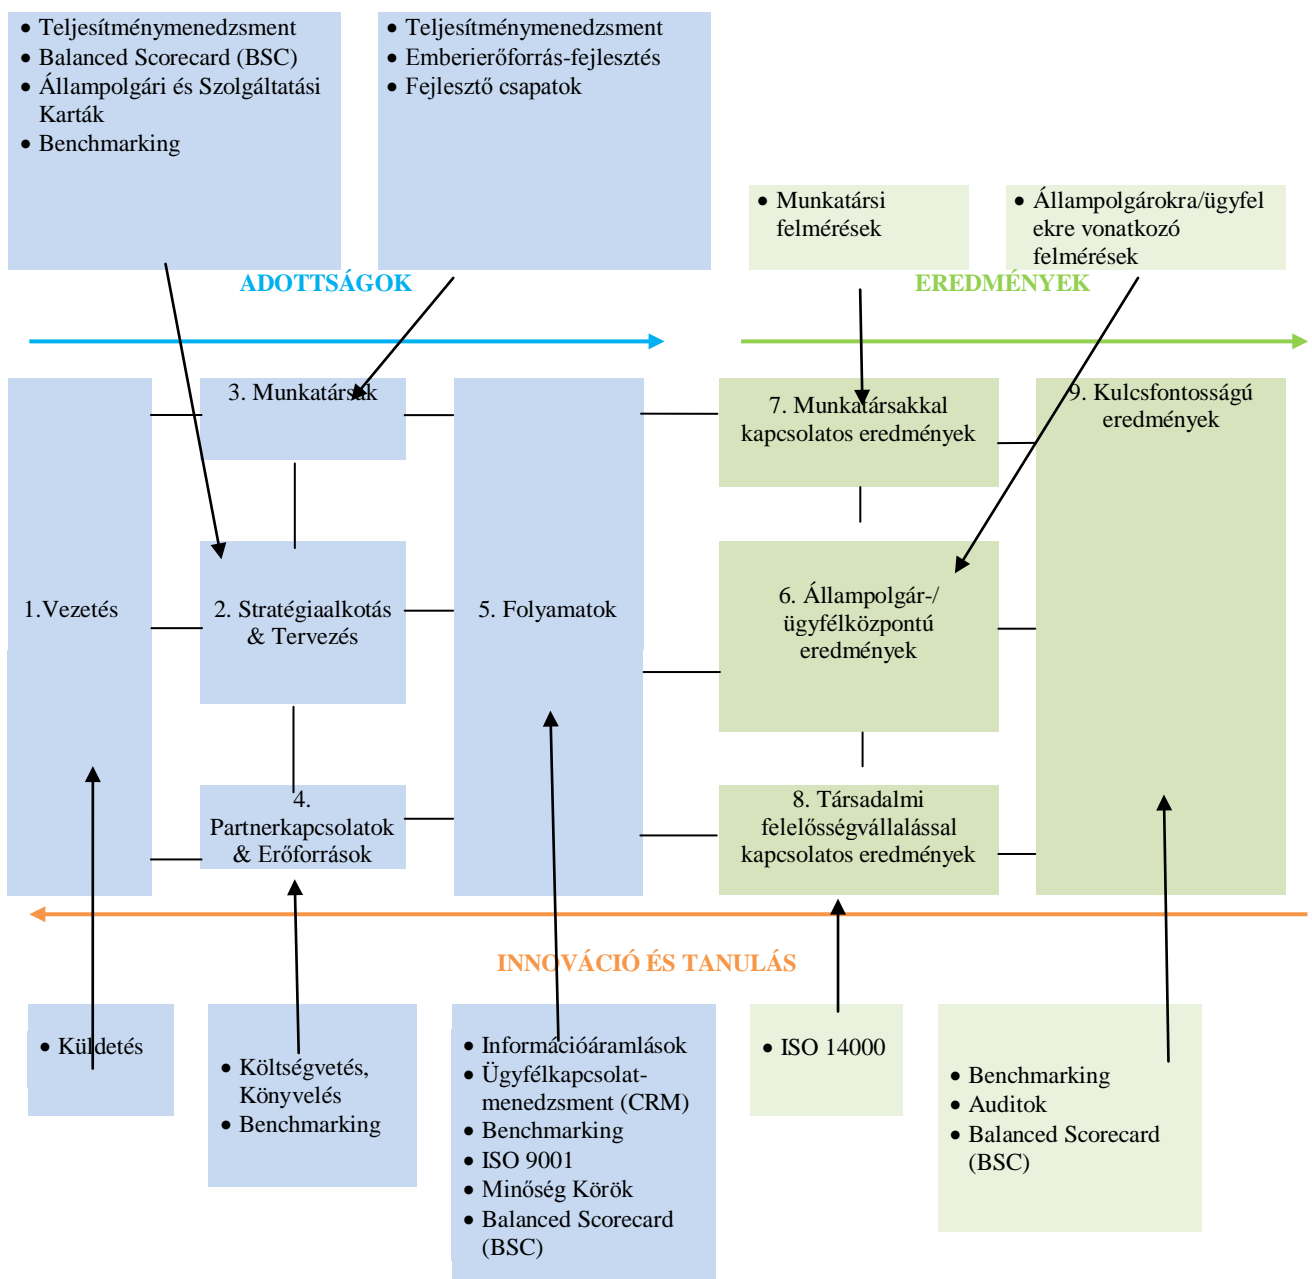 • Teljesítménymenedzsment
• Balanced Scorecard (BSC)
• Állampolgári és Szolgáltatási
Karták
• Benchmarking
• Teljesítménymenedzsment
• Emberierőforrás-fejlesztés
• Fejlesztő csapatok
• Munkatársi
felmérések
• Állampolgárokra/ügyfel
ekre vonatkozó
felmérések
ADOTTSÁGOK
EREDMÉNYEK
1.Vezetés
3. Munkatársak
2. Stratégiaalkotás
& Tervezés
4.
Partnerkapcsolatok
& Erőforrások
5. Folyamatok
7. Munkatársakkal
kapcsolatos eredmények
6. Állampolgár-/
ügyfélközpontú
eredmények
8. Társadalmi
felelősségvállalással
kapcsolatos eredmények
9. Kulcsfontosságú
eredmények
INNOVÁCIÓ ÉS TANULÁS
• Küldetés
• Költségvetés,
Könyvelés
• Benchmarking
• Információáramlások
• Ügyfélkapcsolat-
menedzsment (CRM)
• Benchmarking
• ISO 9001
• Minőség Körök
• Balanced Scorecard
(BSC)
• ISO 14000
• Benchmarking
• Auditok
• Balanced Scorecard
(BSC)